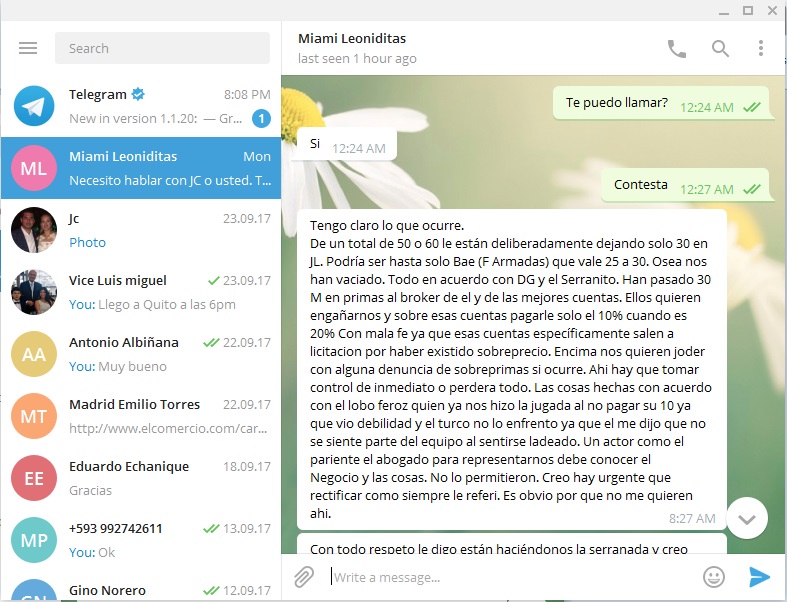 Search
Telegram 8:08 PM
New in version 1.1.20: — Gr... 1
ML Miami Leoniditas Mon
Necesito hablar con JC o usted. T...
Jc 23.09.17
Photo
Vice Luis miguel 23.09.17
You: Llego a Quito a las 6pm
AA Antonio Albiñana 22.09.17
You: Muy bueno
MT Madrid Emilio Torres 22.09.17
http://www.elcomercio.com/car...
EE Eduardo Echanique 18.09.17
Gracias
MP +593 992742611 13.09.17
You: Ok
GN Gino Norero 12.09.17
Miami Leoniditas
last seen 1 hour ago
Te puedo llamar? 12:24 AM
Si 12:24 AM
Contesta 12:27 AM
Tengo claro lo que ocurre.
De un total de 50 o 60 le están deliberadamente dejando solo 30 en
JL. Podría ser hasta solo Bae (F Armadas) que vale 25 a 30. Osea nos
han vaciado. Todo en acuerdo con DG y el Serranito. Han pasado 30
M en primas al broker de el y de las mejores cuentas. Ellos quieren
engañarnos y sobre esas cuentas pagarle solo el 10% cuando es
20% Con mala fe ya que esas cuentas específicamente salen a
licitacion por haber existido sobreprecio. Encima nos quieren joder
con alguna denuncia de sobreprimas si ocurre. Ahi hay que tomar
control de inmediato o perdera todo. Las cosas hechas con acuerdo
con el lobo feroz quien ya nos hizo la jugada al no pagar su 10 ya
que vio debilidad y el turco no lo enfrento ya que el me dijo que no
se siente parte del equipo al sentirse ladeado. Un actor como el
pariente el abogado para representarnos debe conocer el
Negocio y las cosas. No lo permitieron. Creo hay urgente que
rectificar como siempre le referi. Es obvio por que no me quieren
ahi.
8:27 AM
Con todo respeto le digo están haciéndonos la serranada y creo
Write a message...